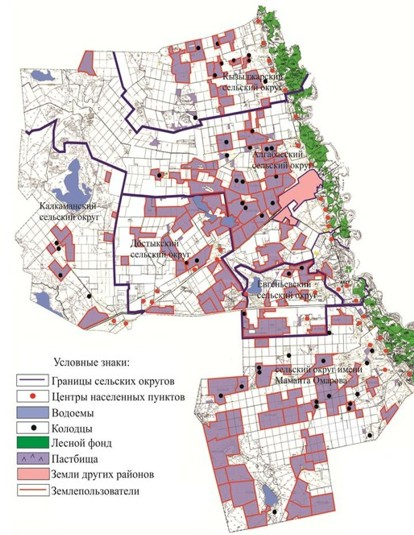 Кызылжарский
сельский округ
Алгабасский
сельский округ
Калкаманский
сельский округ
Достыкский
сельский округ
Евгеньевский
сельский округ
сельский округ имени
Мамаита Омарова
Условные знаки:
Границы сельских округов
Центры населенных пунктов
Водоемы
Колодцы
Лесной фонд
Пастбища
Земли других районов
Землепользователи